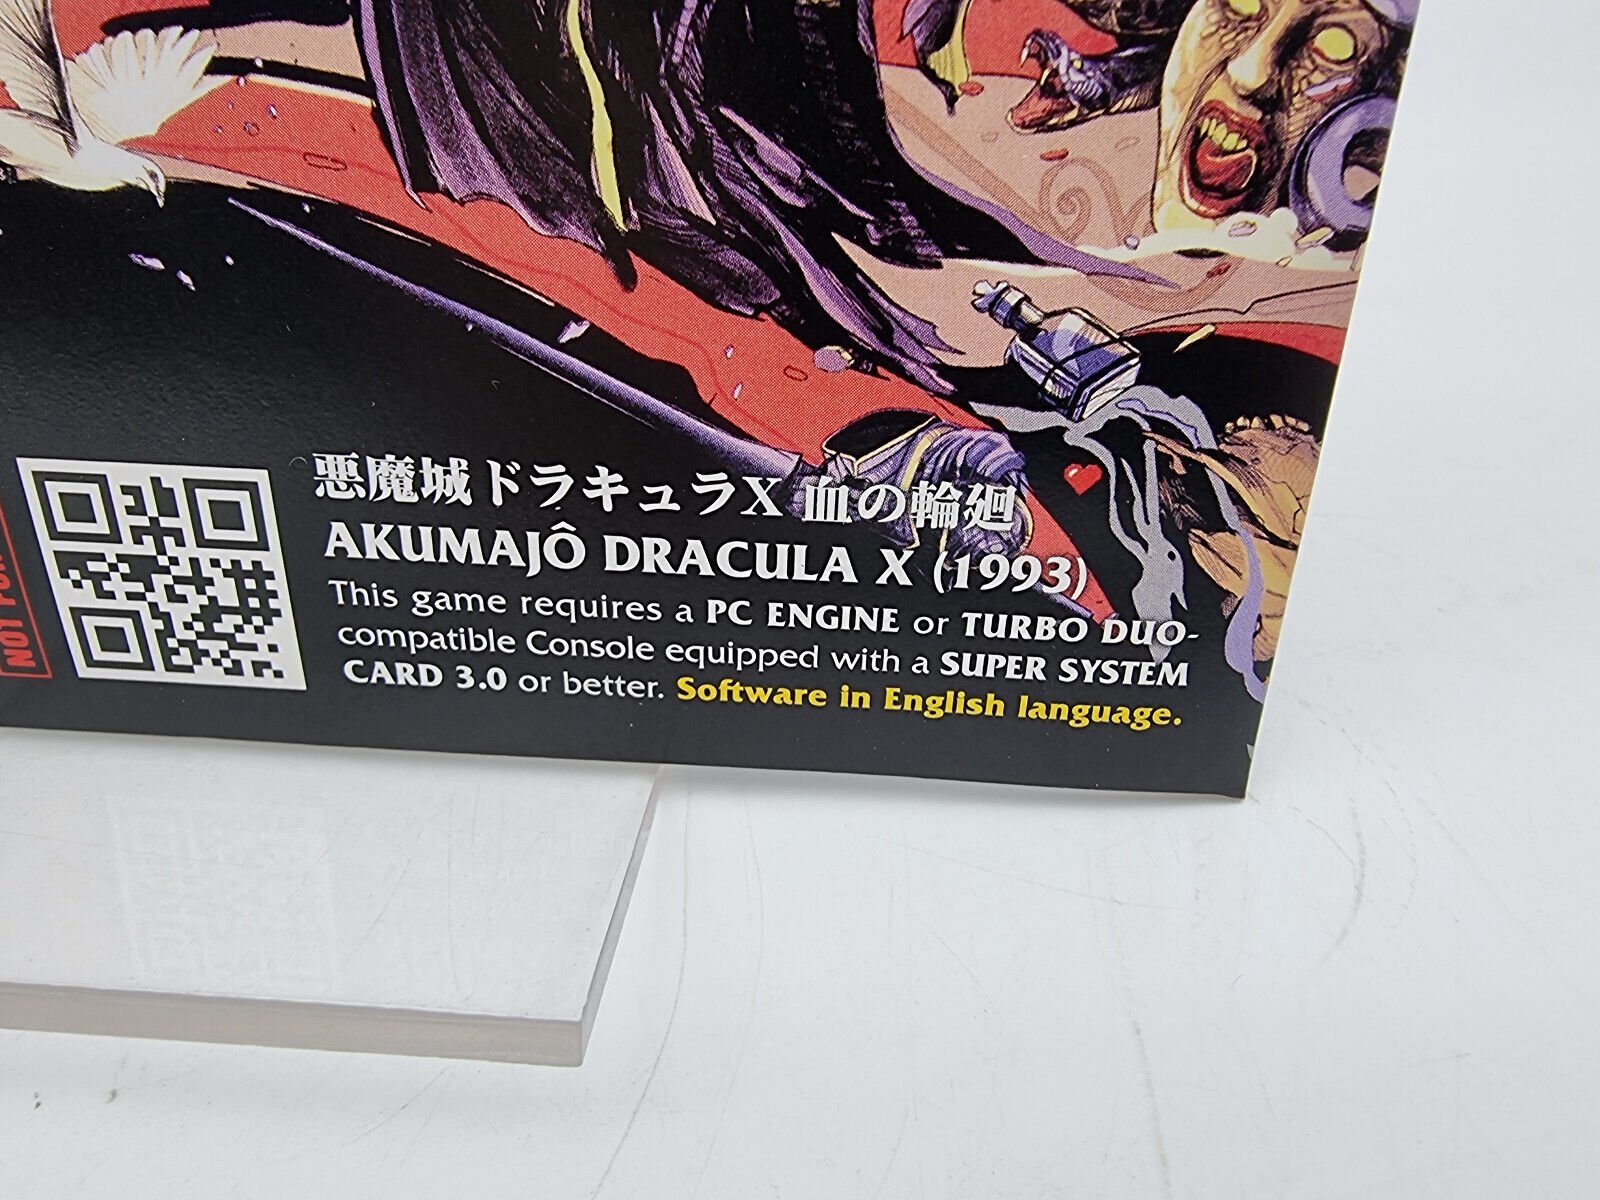 悪魔城ドラキュラX 血の輪廻
AKUMAJÔ DRACULA X (1993)
This game requires a PC ENGINE or TURBO DUO-
compatible Console equipped with a SUPER SYSTEM
CARD 3.0 or better. Software in English language.
NOT FOR